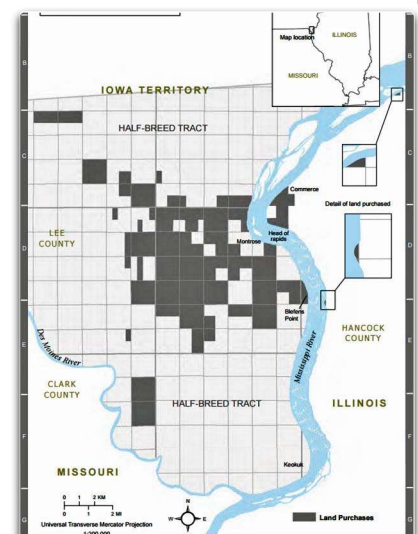 Map location
ILLINOIS
MISSOURI
B
B
IOWA TERRITORY
HALF-BREED TRACT
C
C
Commerce
Detail of land purchased
LEE
COUNTY
Head of
rapids
Montrose
D
D
Blefens
Point
HANCOCK
COUNTY
Des Moines River
Mississippi River
E
E
CLARK
COUNTY
HALF-BREED TRACT
ILLINOIS
F
F
MISSOURI
Keokuk
0 1 2 KM
0 1 2 MI
N
W E
S
Land Purchases
Universal Transverse Mercator Projection
G
G